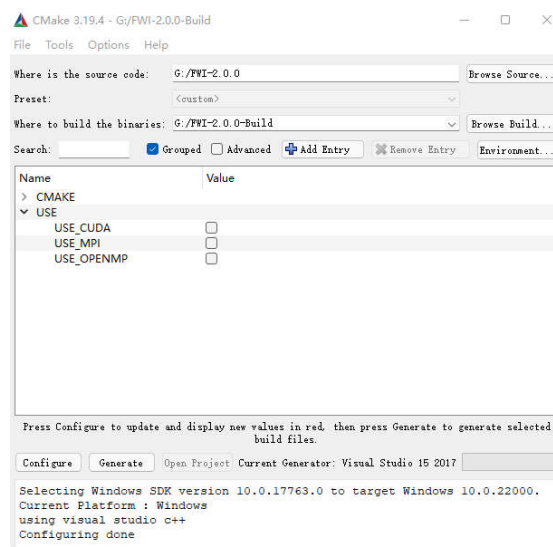 CMake 3.19.4 - G:/FWI-2.0.0-Build
File Tools Options Help
Where is the source code: G:/FWI-2.0.0 Browse Source...
Preset: <custom>
Where to build the binaries: G:/FWI-2.0.0-Build Browse Build...
Search: Grouped Advanced Add Entry Remove Entry Environment...
Name Value
CMAKE
USE
USE_CUDA
USE_MPI
USE_OPENMP
Press Configure to update and display new values in red, then press Generate to generate selected
build files.
Configure Generate Open Project Current Generator: Visual Studio 15 2017
Selecting Windows SDK version 10.0.17763.0 to target Windows 10.0.22000.
Current Platform : Windows
using visual studio c++
Configuring done